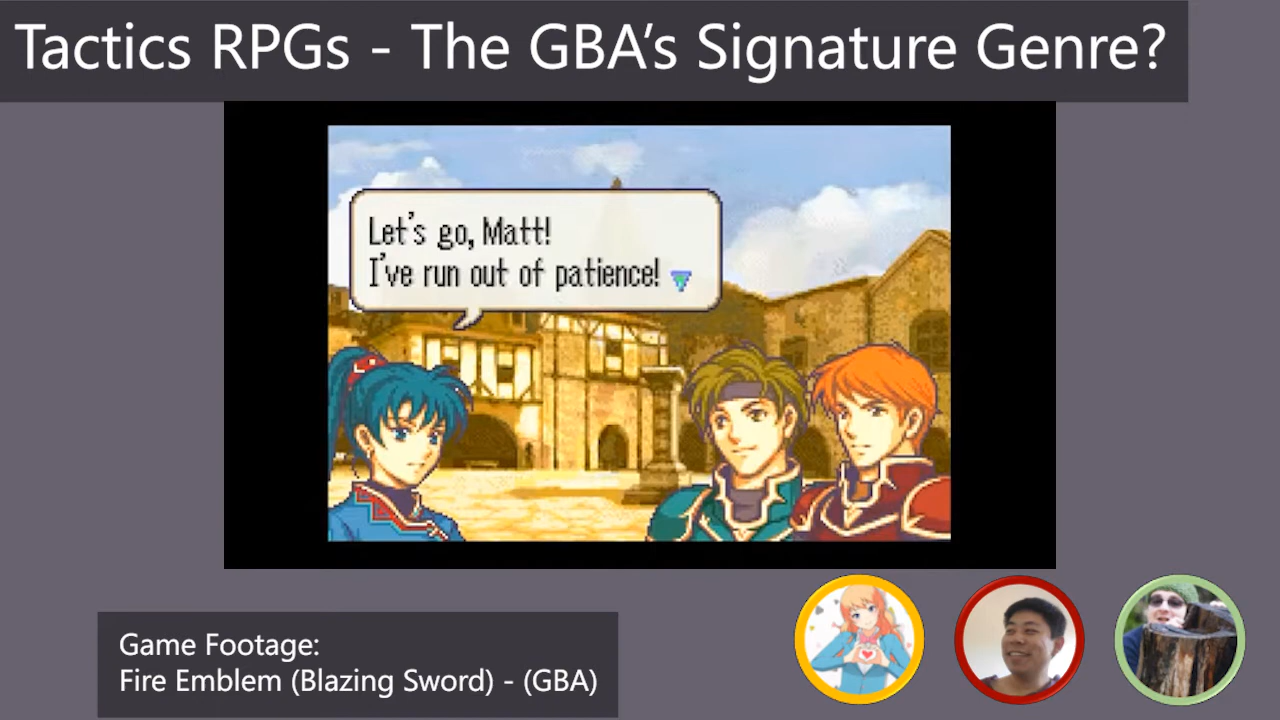 Tactics RPGs - The GBA's Signature Genre?
Let's go, Matt!
I've run out of patience!
Game Footage:
Fire Emblem (Blazing Sword) - (GBA)